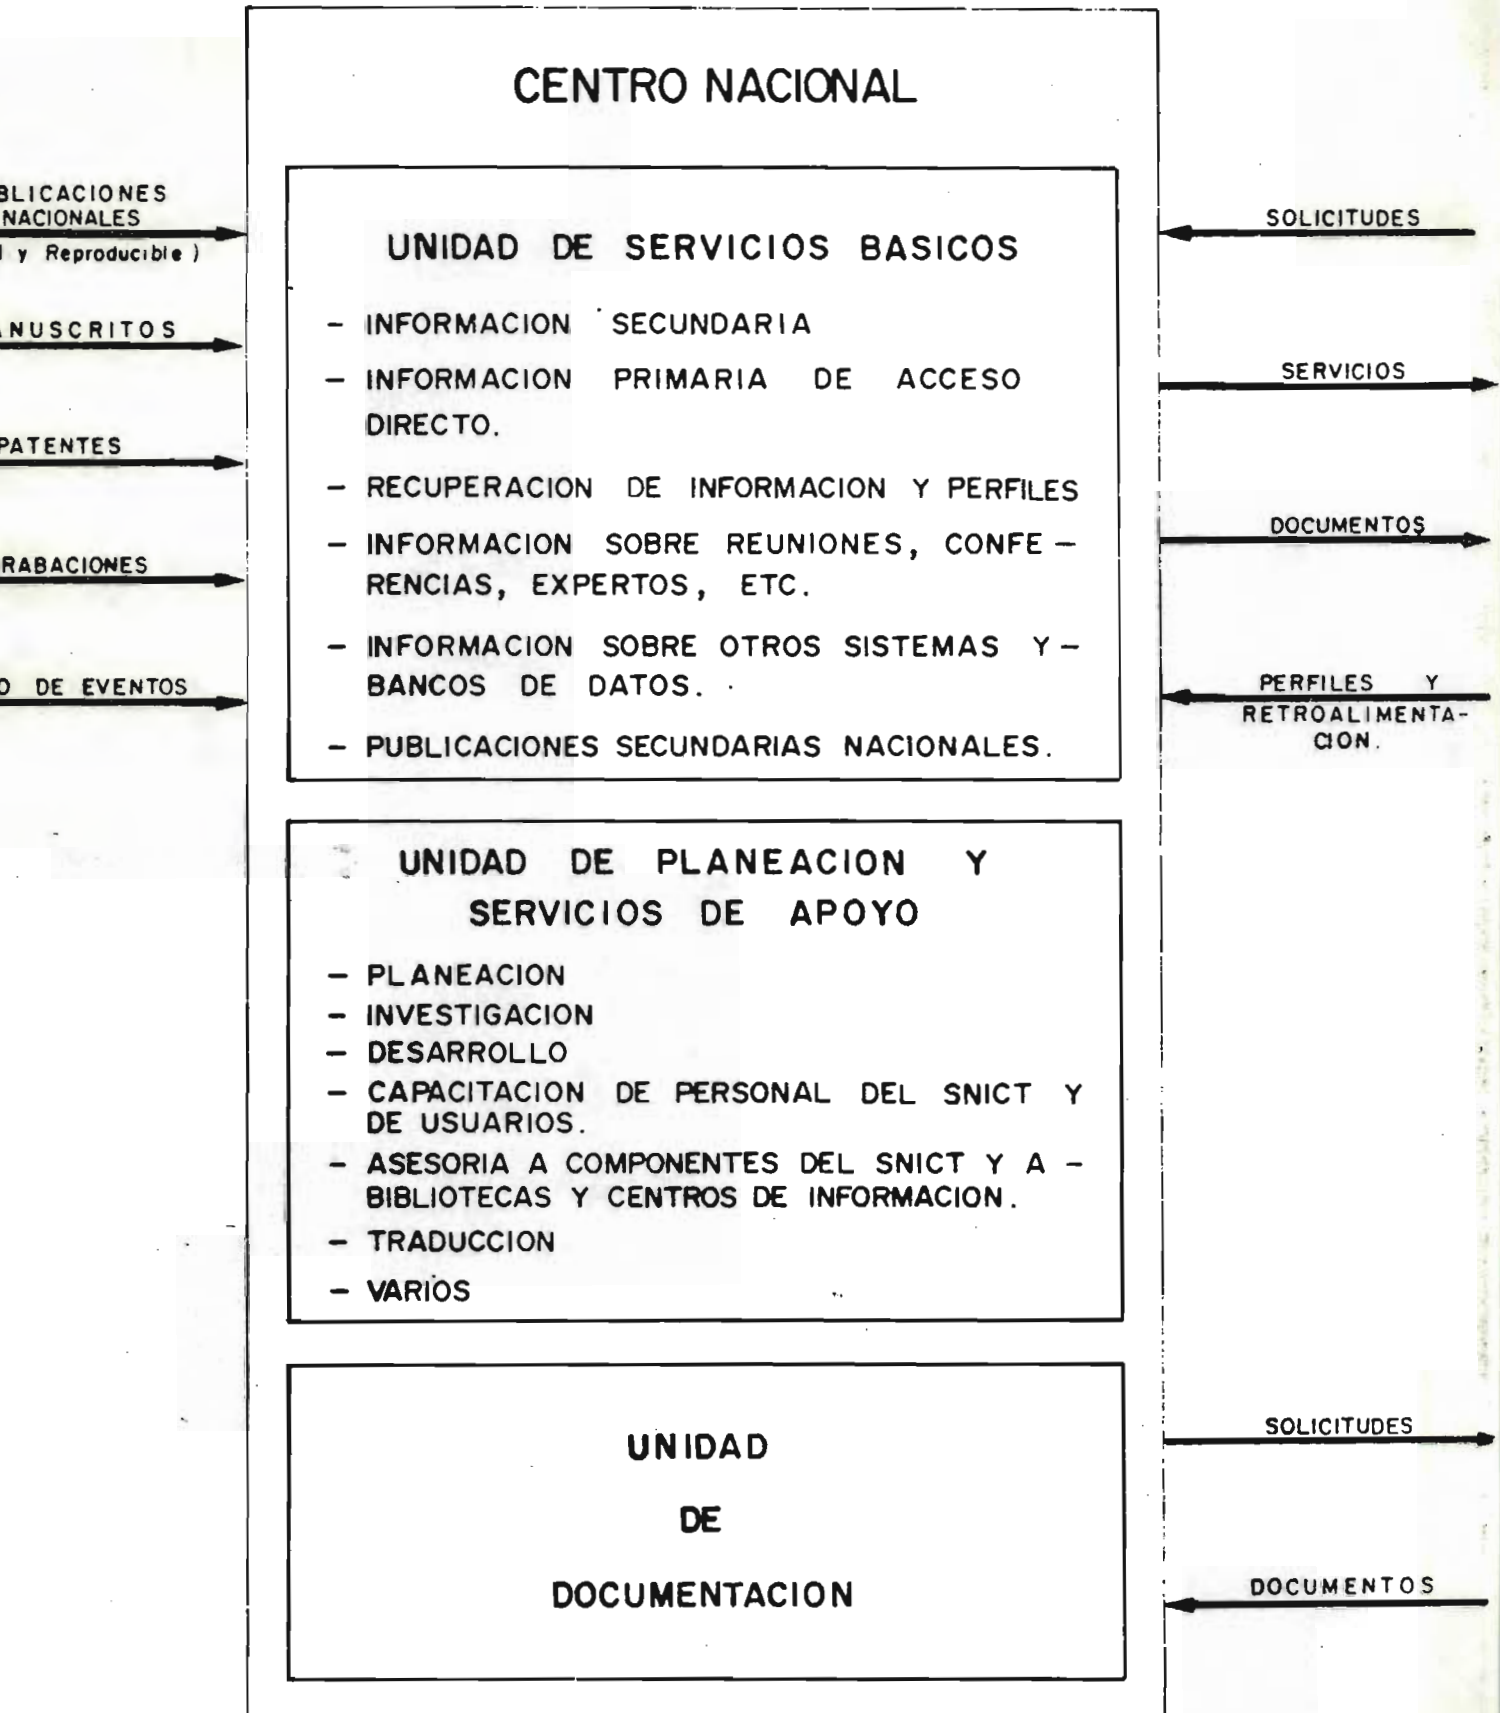 CENTRO NACIONAL
BLICACIONES
NACIONALES
y Reproducible )
NUSCRITOS
PATENTES
RABACIONES
DE EVENTOS
UNIDAD DE SERVICIOS BASICOS
– INFORMACION SECUNDARIA
– INFORMACION PRIMARIA DE ACCESO
DIRECTO.
– RECUPERACION DE INFORMACION Y PERFILES
– INFORMACION SOBRE REUNIONES, CONFE –
RENCIAS, EXPERTOS, ETC.
– INFORMACION SOBRE OTROS SISTEMAS Y –
BANCOS DE DATOS.
– PUBLICACIONES SECUNDARIAS NACIONALES.
UNIDAD DE PLANEACION Y
SERVICIOS DE APOYO
– PLANEACION
– INVESTIGACION
– DESARROLLO
– CAPACITACION DE PERSONAL DEL SNICT Y
DE USUARIOS.
– ASESORIA A COMPONENTES DEL SNICT Y A –
BIBLIOTECAS Y CENTROS DE INFORMACION.
– TRADUCCION
– VARIOS
UNIDAD
DE
DOCUMENTACION
SOLICITUDES
SERVICIOS
DOCUMENTOS
PERFILES Y
RETROALIMENTA-
CION.
SOLICITUDES
DOCUMENTOS